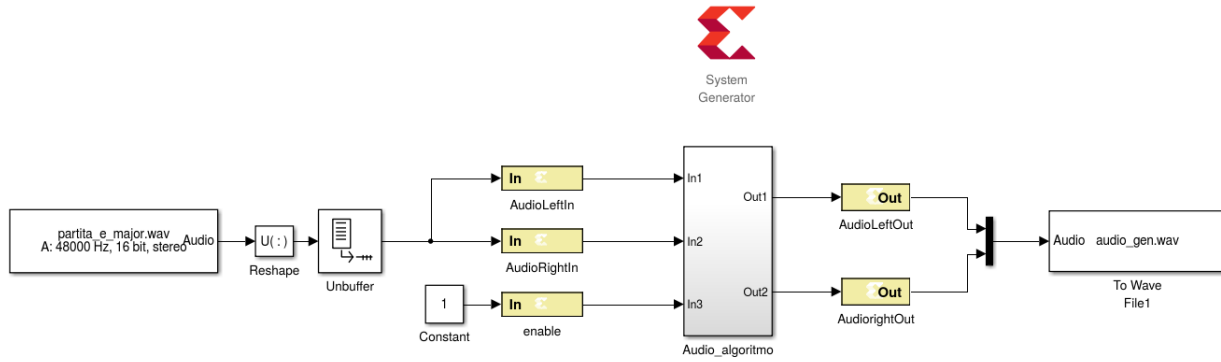 System
Generator
partita_e_major.wav
A: 48000 Hz, 16 bit, stereo
Audio
U( : )
Reshape
Unbuffer
In
AudioLeftIn
In
AudioRightIn
1
Constant
In
enable
In1
In2
In3
Out1
Out2
Audio_algoritmo
Out
AudioLeftOut
Out
AudiorightOut
Audio
audio_gen.wav
To Wave
File1